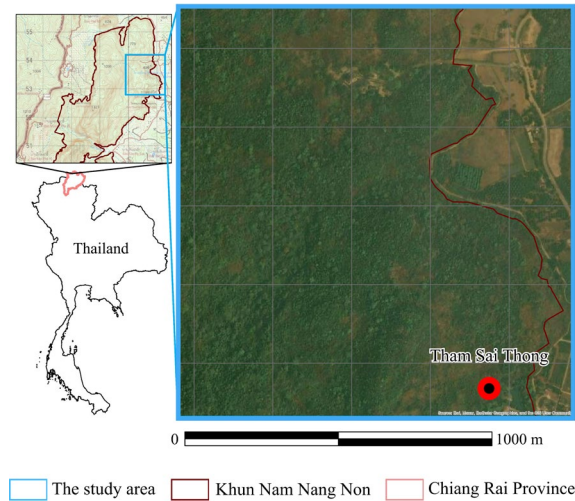 Thailand
Tham Sai Thong
0
1000 m
The study area
Khun Nam Nang Non
Chiang Rai Province